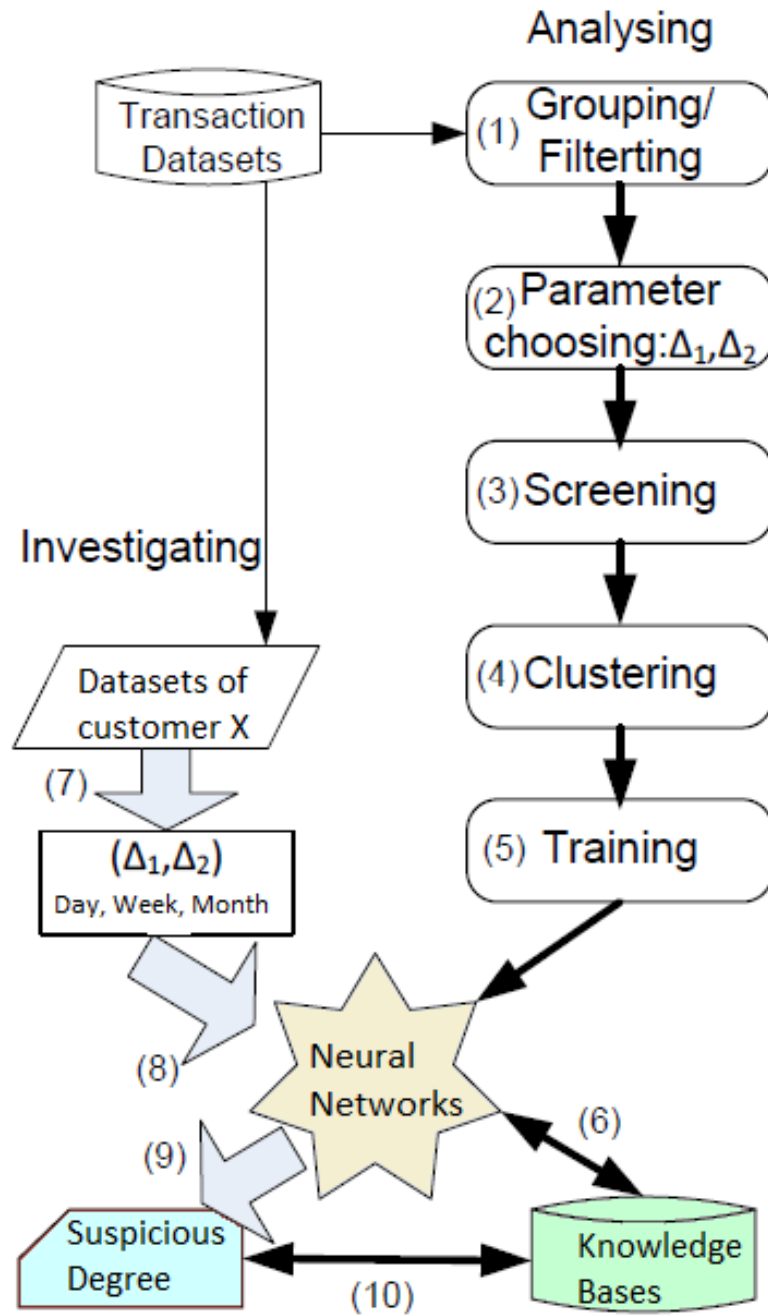 Analysing
Transaction
Datasets
(1) Grouping/
Filterting
(2) Parameter
choosing:Δ₁,Δ₂
(3) Screening
Investigating
(4) Clustering
Datasets of
customer X
(7)
(5) Training
(Δ₁,Δ₂)
Day, Week, Month
(8)
Neural
Networks
(6)
(9)
Suspicious
Degree
(10)
Knowledge
Bases